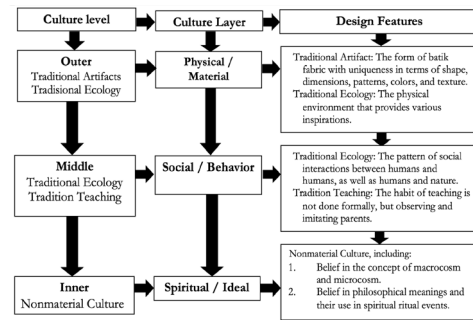 Culture level
Culture Layer
Design Features
Outer
Traditional Artifacts
Tradisional Ecology
Physical /
Material
Traditional Artifact: The form of batik
fabric with uniqueness in terms of shape,
dimensions, patterns, colors, and texture.
Traditional Ecology: The physical
environment that provides various
inspirations.
Middle
Traditional Ecology
Tradition Teaching
Social / Behavior
Traditional Ecology: The pattern of social
interactions between humans and
humans, as well as humans and nature.
Tradition Teaching: The habit of teaching is
not done formally, but observing and
imitating parents.
Inner
Nonmaterial Culture
Spiritual / Ideal
Nonmaterial Culture, including:
1. Belief in the concept of macrocosm
and microcosm.
2. Belief in philosophical meanings and
their use in spiritual ritual events.